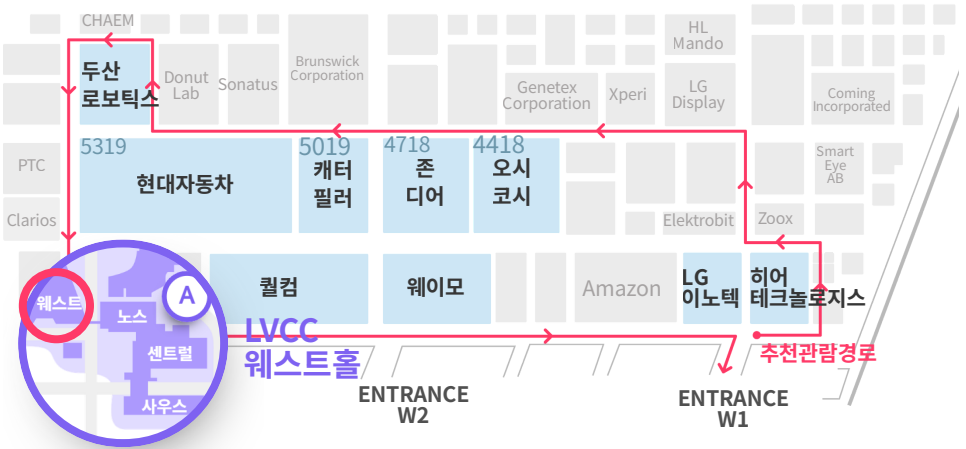 CHAEM
HL
Mando
두산
로보틱스
Donut
Lab
Sonatus
Brunswick
Corporation
Genetex
Corporation
Xperi
LG
Display
Coming
Incorporated
5319
현대자동차
5019
캐터
필러
4718
존
디어
4418
오시
코시
PTC
Clarios
Smart
Eye
AB
Elektrobit
Zoox
퀄컴
웨이모
Amazon
LG
이노텍
히어
테크놀로지스
추천관람경로
웨스트
노스
A
센트럴
사우스
LVCC
웨스트홀
ENTRANCE
W2
ENTRANCE
W1